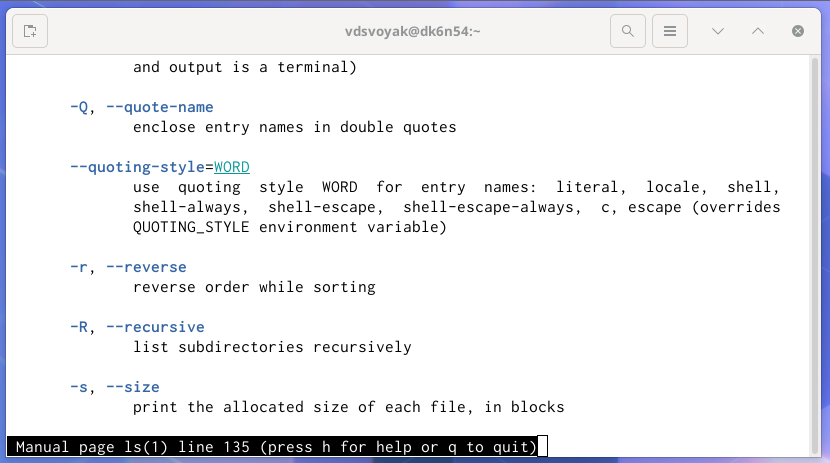 vdsvoyak@dk6n54:~
and output is a terminal)
-Q, --quote-name
enclose entry names in double quotes
--quoting-style=WORD
use quoting style WORD for entry names: literal, locale, shell,
shell-always, shell-escape, shell-escape-always, c, escape (overrides
QUOTING_STYLE environment variable)
-r, --reverse
reverse order while sorting
-R, --recursive
list subdirectories recursively
-s, --size
print the allocated size of each file, in blocks
Manual page ls(1) line 135 (press h for help or q to quit)